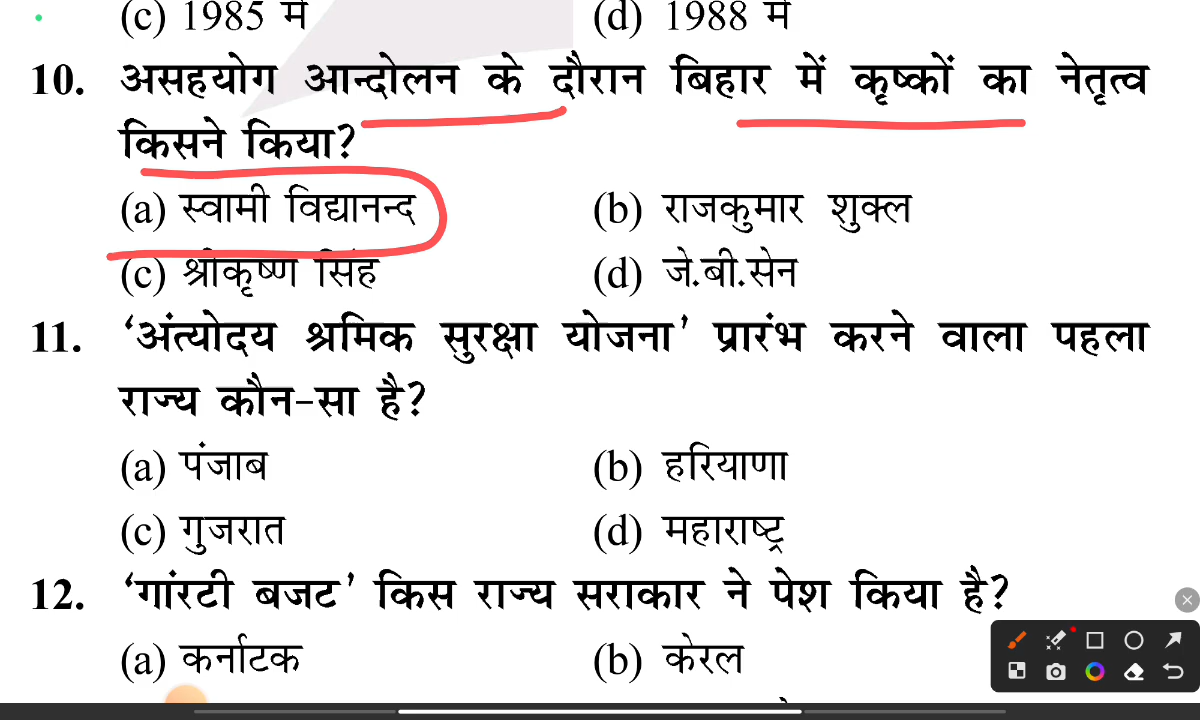 (c) 1985 में (d) 1988 में
10. असहयोग आन्दोलन के दौरान बिहार में कृष्कों का नेतृत्व
किसने किया?
(a) स्वामी विद्यानन्द (b) राजकुमार शुक्ल
(c) श्रीकृष्ण सिंह (d) जे.बी.सेन
11. ‘अंत्योदय श्रमिक सुरक्षा योजना’ प्रारंभ करने वाला पहला
राज्य कौन-सा है?
(a) पंजाब (b) हरियाणा
(c) गुजरात (d) महाराष्ट्र
12. ‘गांरटी बजट’ किस राज्य सराकार ने पेश किया है?
(a) कर्नाटक (b) केरल